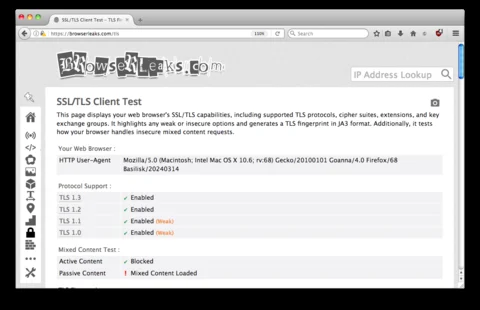 SSL/TLS Client Test - TLS Fi
https://browserleaks.com/tls
120%
Search
BrowserLeaks.com
IP Address Lookup
SSL/TLS Client Test
This page displays your web browser's SSL/TLS capabilities, including supported TLS protocols, cipher suites, extensions, and key
exchange groups. It highlights any weak or insecure options and generates a TLS fingerprint in JA3 format. Additionally, it tests
how your browser handles insecure mixed content requests.
Your Web Browser :
HTTP User-Agent Mozilla/5.0 (Macintosh; Intel Mac OS X 10.6; rv:68) Gecko/20100101 Goanna/4.0 Firefox/68
Basilisk/20240314
Protocol Support :
TLS 1.3 ✓ Enabled
TLS 1.2 ✓ Enabled
TLS 1.1 ✓ Enabled (Weak)
TLS 1.0 ✓ Enabled (Weak)
Mixed Content Test :
Active Content ✓ Blocked
Passive Content ! Mixed Content Loaded